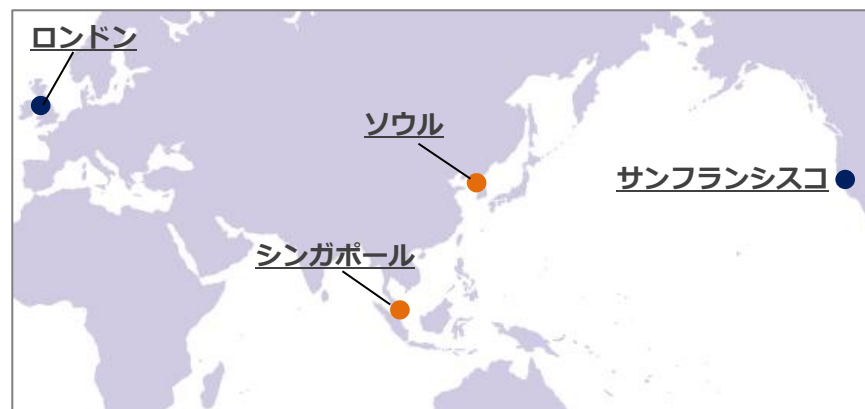 ロンドン
ソウル
サンフランシスコ
シンガポール